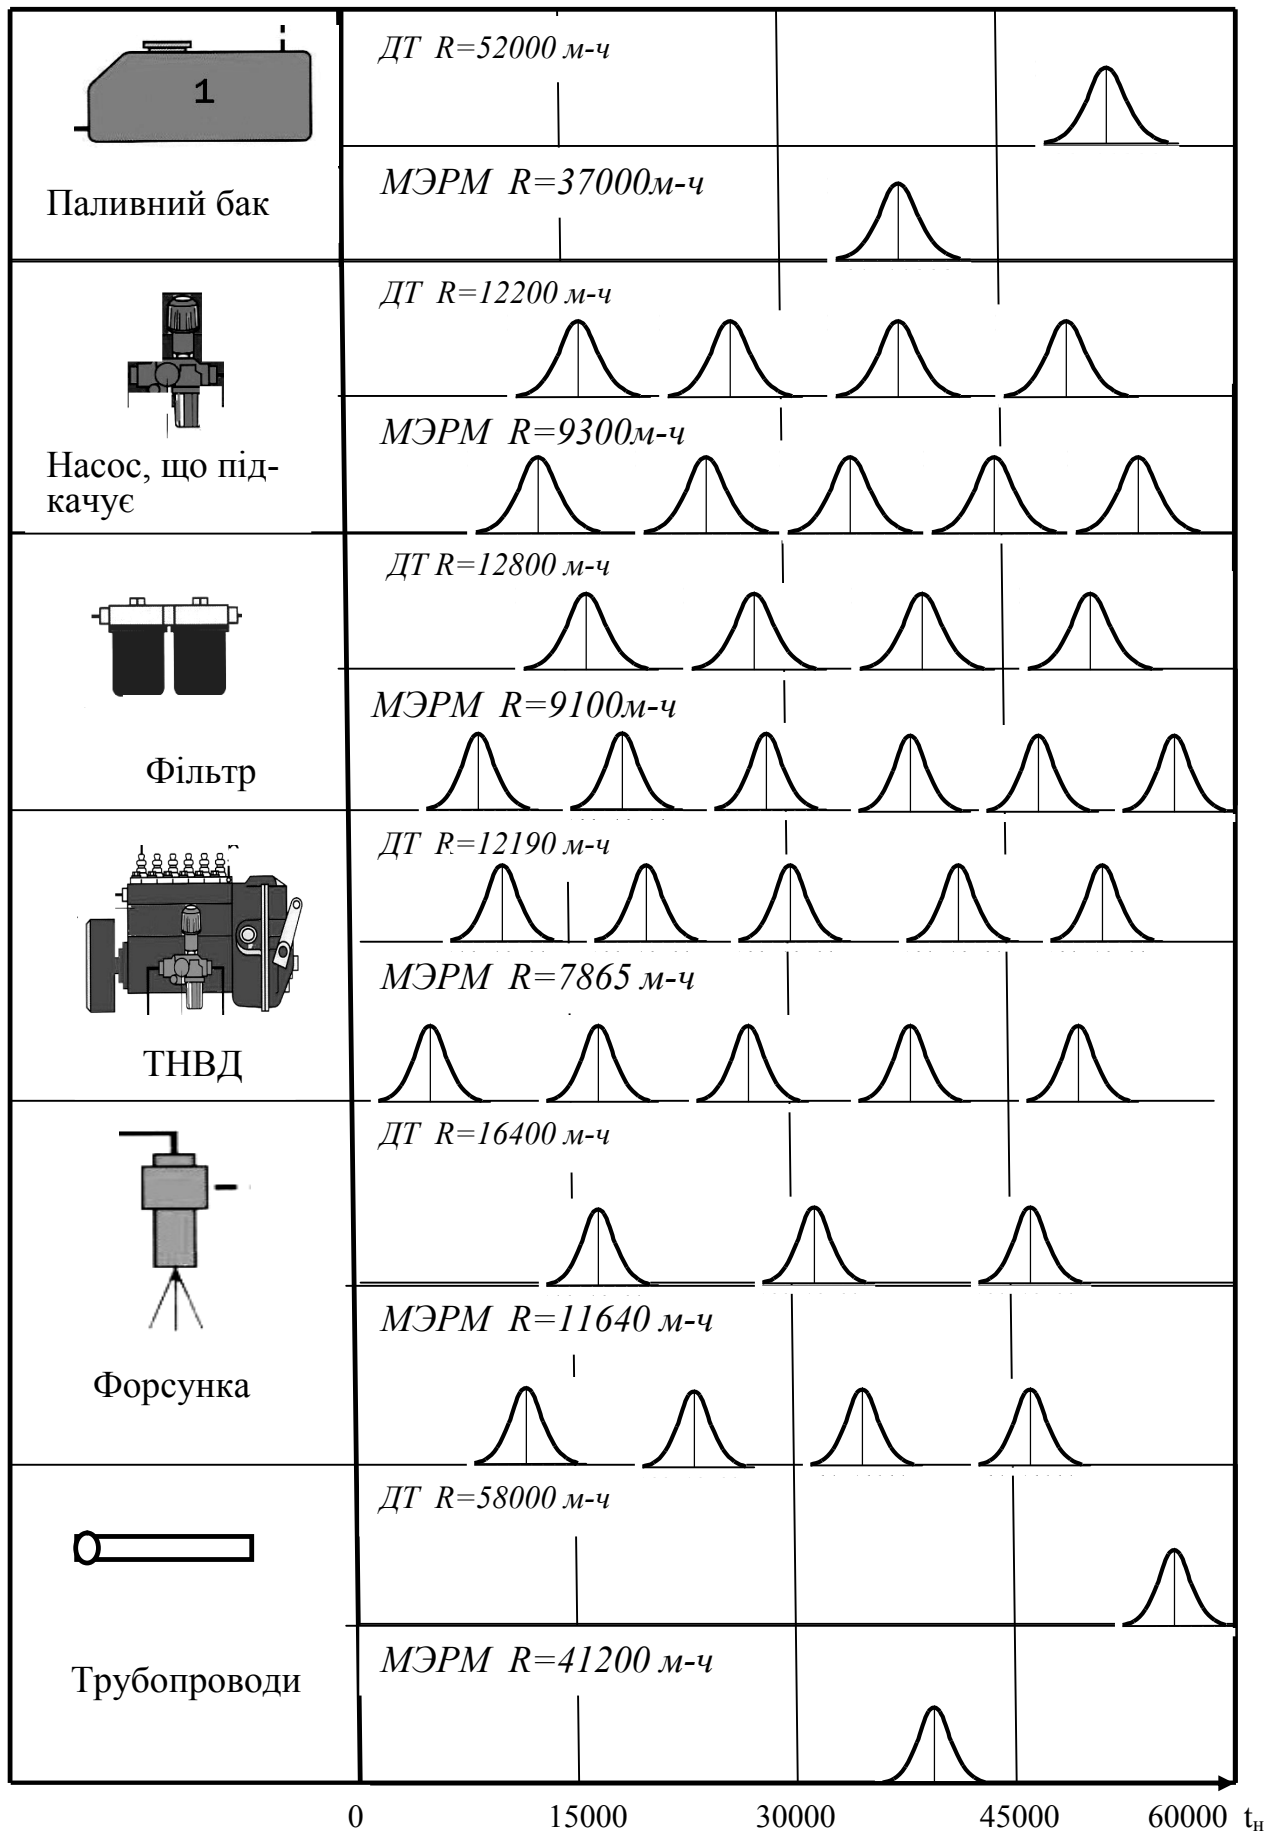 ДТ R=52000 м-ч
1
МЭРМ R=37000м-ч
Паливний бак
ДТ R=12200 м-ч
МЭРМ R=9300м-ч
Насос, що під-
качує
ДТ R=12800 м-ч
МЭРМ R=9100м-ч
Фільтр
ДТ R=12190 м-ч
МЭРМ R=7865 м-ч
ТНВД
ДТ R=16400 м-ч
МЭРМ R=11640 м-ч
Форсунка
ДТ R=58000 м-ч
МЭРМ R=41200 м-ч
Трубопроводи
0 15000 30000 45000 60000 tн